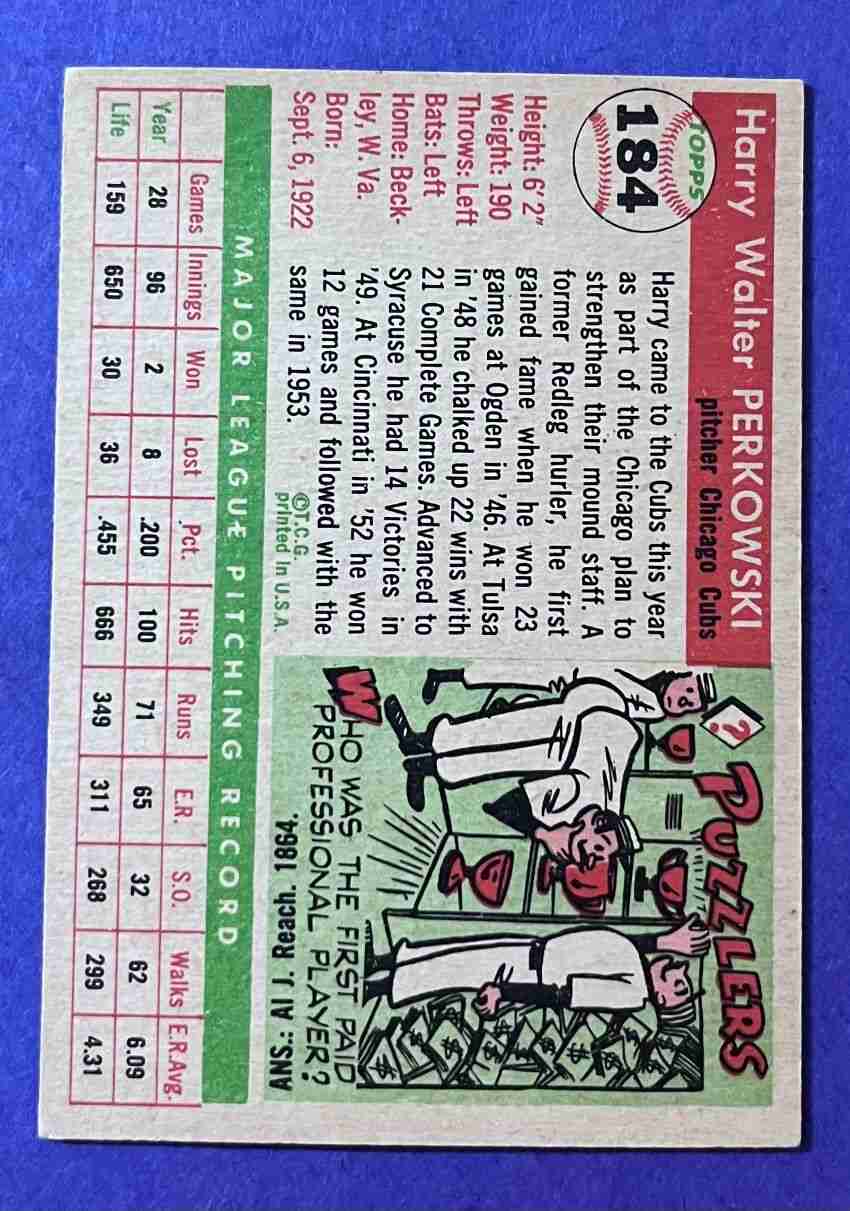 Harry Walter PERKOWSKI
pitcher Chicago Cubs
TOPPS
184
Height: 6'2"
Weight: 190
Throws: Left
Bats: Left
Home: Beck-
ley, W. Va.
Born:
Sept. 6, 1922
Harry came to the Cubs this year
as part of the Chicago plan to
strengthen their mound staff. A
former Redleg hurler, he first
gained fame when he won 23
games at Ogden in '46. At Tulsa
in '48 he chalked up 22 wins with
21 Complete Games. Advanced to
Syracuse he had 14 Victories in
'49. At Cincinnati in '52 he won
12 games and followed with the
same in 1953.
©T.C.G.
printed in U.S.A.
? PUZZLERS
WHO WAS THE FIRST PAID
PROFESSIONAL PLAYER?
ANS.: Al J. Reach. 1864.
MAJOR LEAGUE PITCHING RECORD
Games Innings Won Lost Pct. Hits Runs E.R. S.O. Walks E.R.Avg.
Year 28 96 2 8 .200 100 71 65 32 62 6.09
Life 159 650 30 36 .455 666 349 311 268 299 4.31